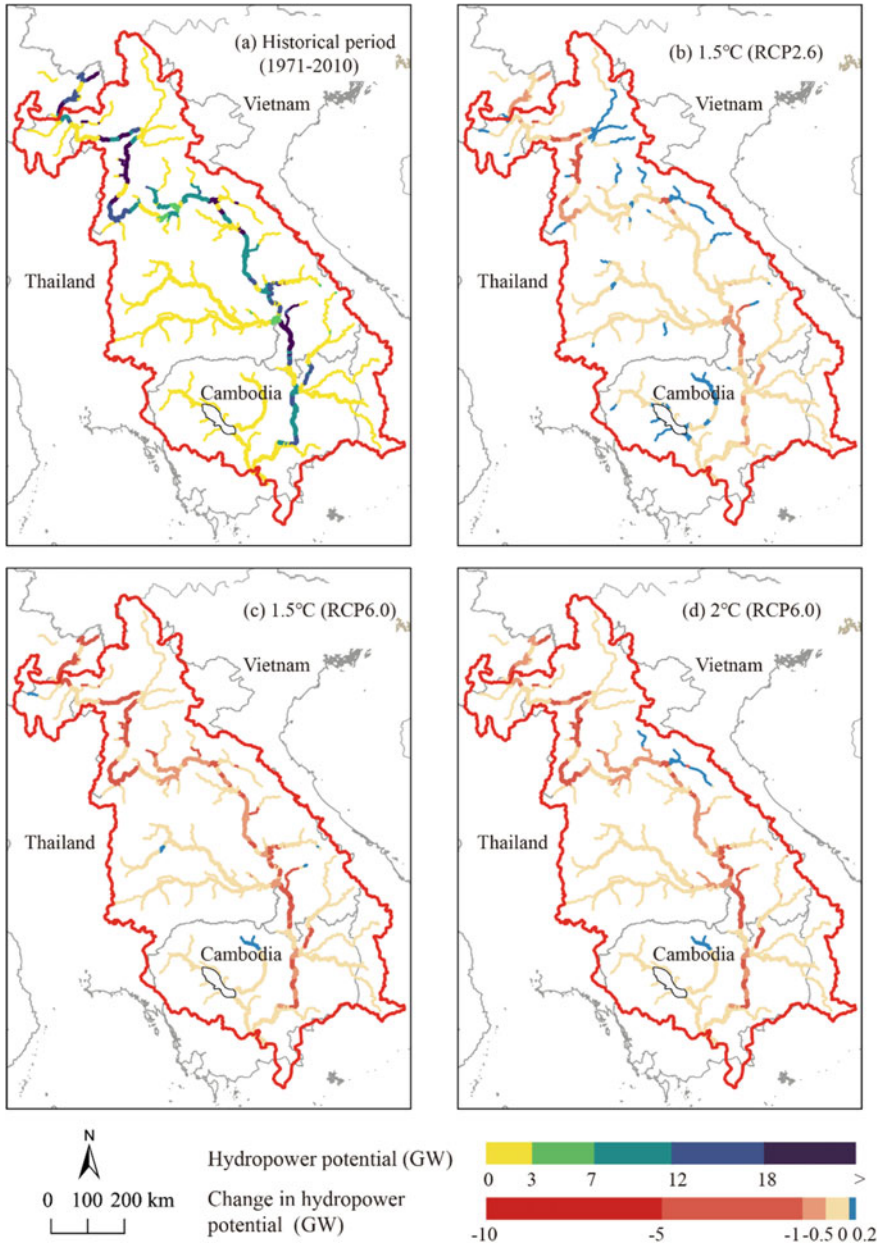 (a) Historical period
(1971-2010)
Vietnam
Thailand
Cambodia
(b) 1.5℃ (RCP2.6)
Vietnam
Thailand
Cambodia
(c) 1.5℃ (RCP6.0)
Vietnam
Thailand
Cambodia
(d) 2℃ (RCP6.0)
Vietnam
Thailand
Cambodia
N
0 100 200 km
Hydropower potential (GW)
0 3 7 12 18 >
Change in hydropower
potential (GW)
-10 -5 -1 -0.5 0 0.2